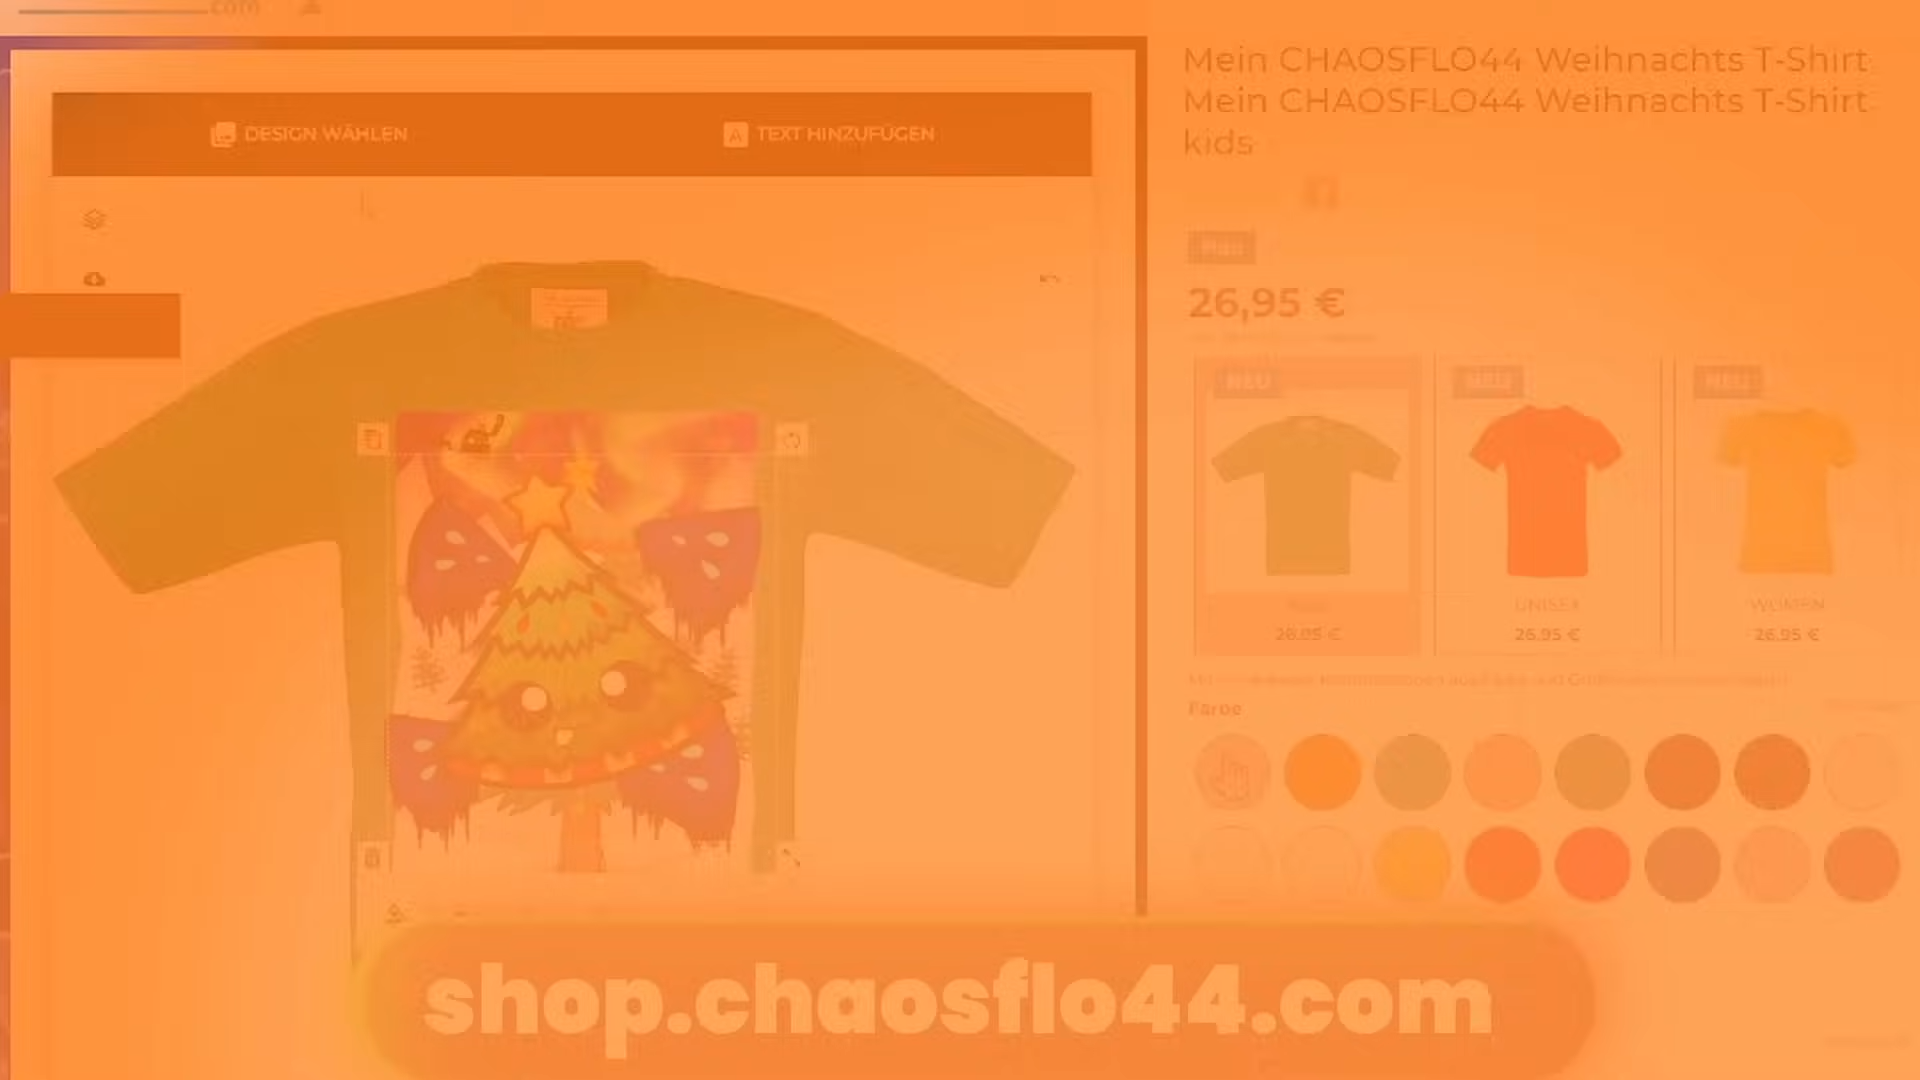 com
DESIGN WÄHLEN
TEXT HINZUFÜGEN
Mein CHAOSFLO44 Weihnachts T-Shirt
Mein CHAOSFLO44 Weihnachts T-Shirt
kids
26,95 €
NEU
NEU
NEU
UNISEX
WOMEN
26,95 €
26,95 €
26,95 €
Farbe
shop.chaosflo44.com